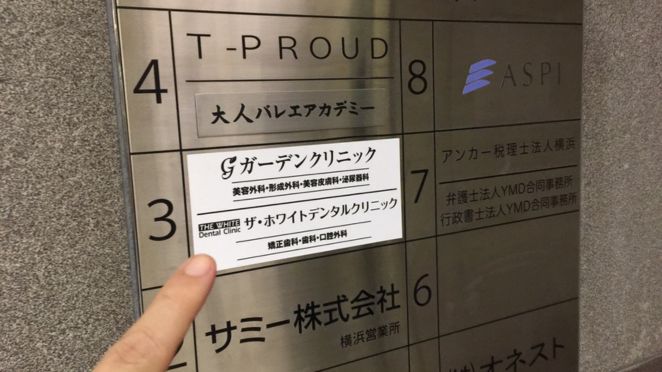 4
T-PROUD
大人バレエアカデミー
3
ガーデンクリニック
美容外科・形成外科・美容皮膚科・泌尿器科
THE WHITE
Dental Clinic
ザ・ホワイトデンタルクリニック
矯正歯科・歯科・口腔外科
サミー株式会社
横浜営業所
8
ASPI
7
アンカー税理士法人横浜
弁護士法人YMD合同事務所
行政書士法人YMD合同事務所
6
オネスト